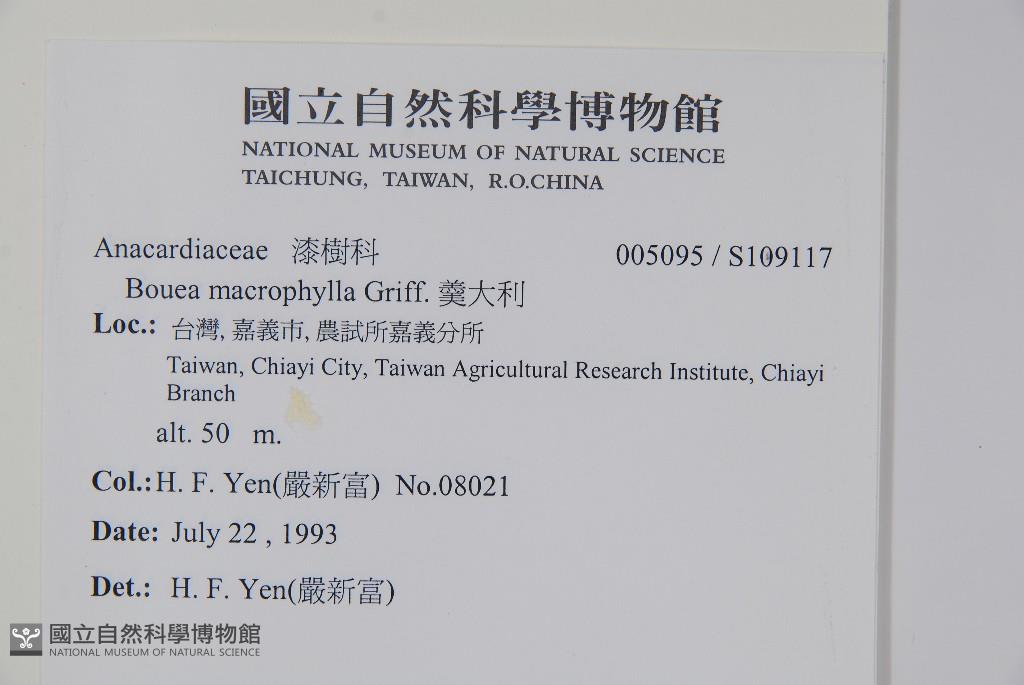 國立自然科學博物館
NATIONAL MUSEUM OF NATURAL SCIENCE
TAICHUNG, TAIWAN, R.O.CHINA
Anacardiaceae 漆樹科 005095 / S109117
Bouea macrophylla Griff. 羹大利
Loc.: 台灣, 嘉義市, 農試所嘉義分所
Taiwan, Chiayi City, Taiwan Agricultural Research Institute, Chiayi
Branch
alt. 50 m.
Col.: H. F. Yen(嚴新富) No.08021
Date: July 22 , 1993
Det.: H. F. Yen(嚴新富)
國立自然科學博物館
NATIONAL MUSEUM OF NATURAL SCIENCE